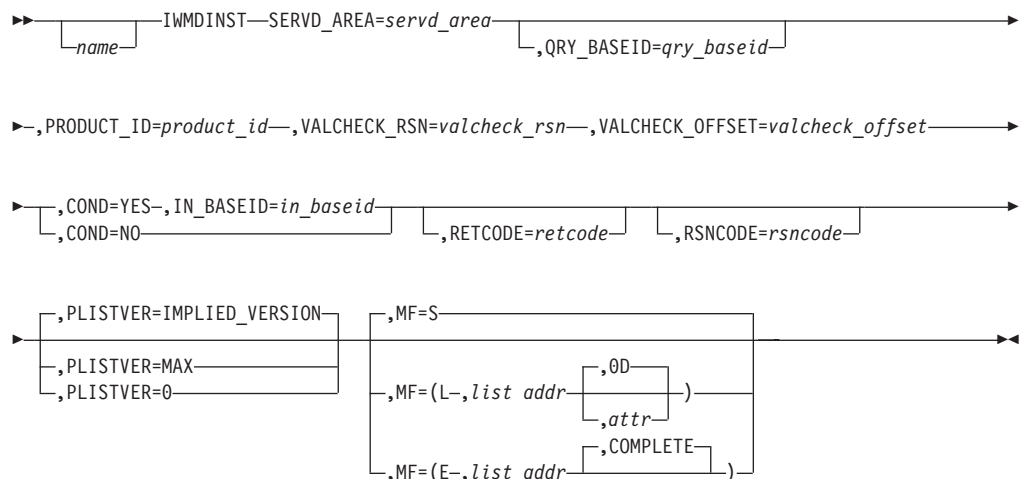 IWMDINST SERVD_AREA=servd_area
name ,QRY_BASEID=qry_baseid
,PRODUCT_ID=product_id ,VALCHECK_RSN=valcheck_rsn ,VALCHECK_OFFSET=valcheck_offset
,COND=YES ,IN_BASEID=in_baseid
,COND=NO ,RETCODE=retcode ,RSNCODE=rsncode
,PLISTVER=IMPLIED_VERSION ,MF=S
,PLISTVER=MAX ,0D
,PLISTVER=0 ,MF=(L ,list addr )
,attr
,COMPLETE
,MF=(E ,list addr )